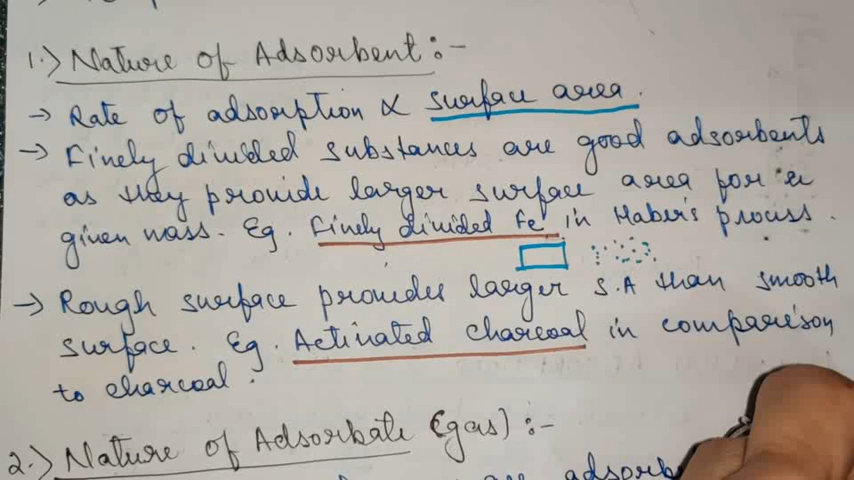 1.) Nature of Adsorbent :-
→ Rate of adsorption ∝ surface area.
→ Finely divided substances are good adsorbents
as they provide larger surface area for a
given mass. Eg. Finely divided Fe in Haber's process.
→ Rough surface provides larger S.A than smooth
surface. Eg. Activated charcoal in comparison
to charcoal.
2.) Nature of Adsorbate (gas) :-
are